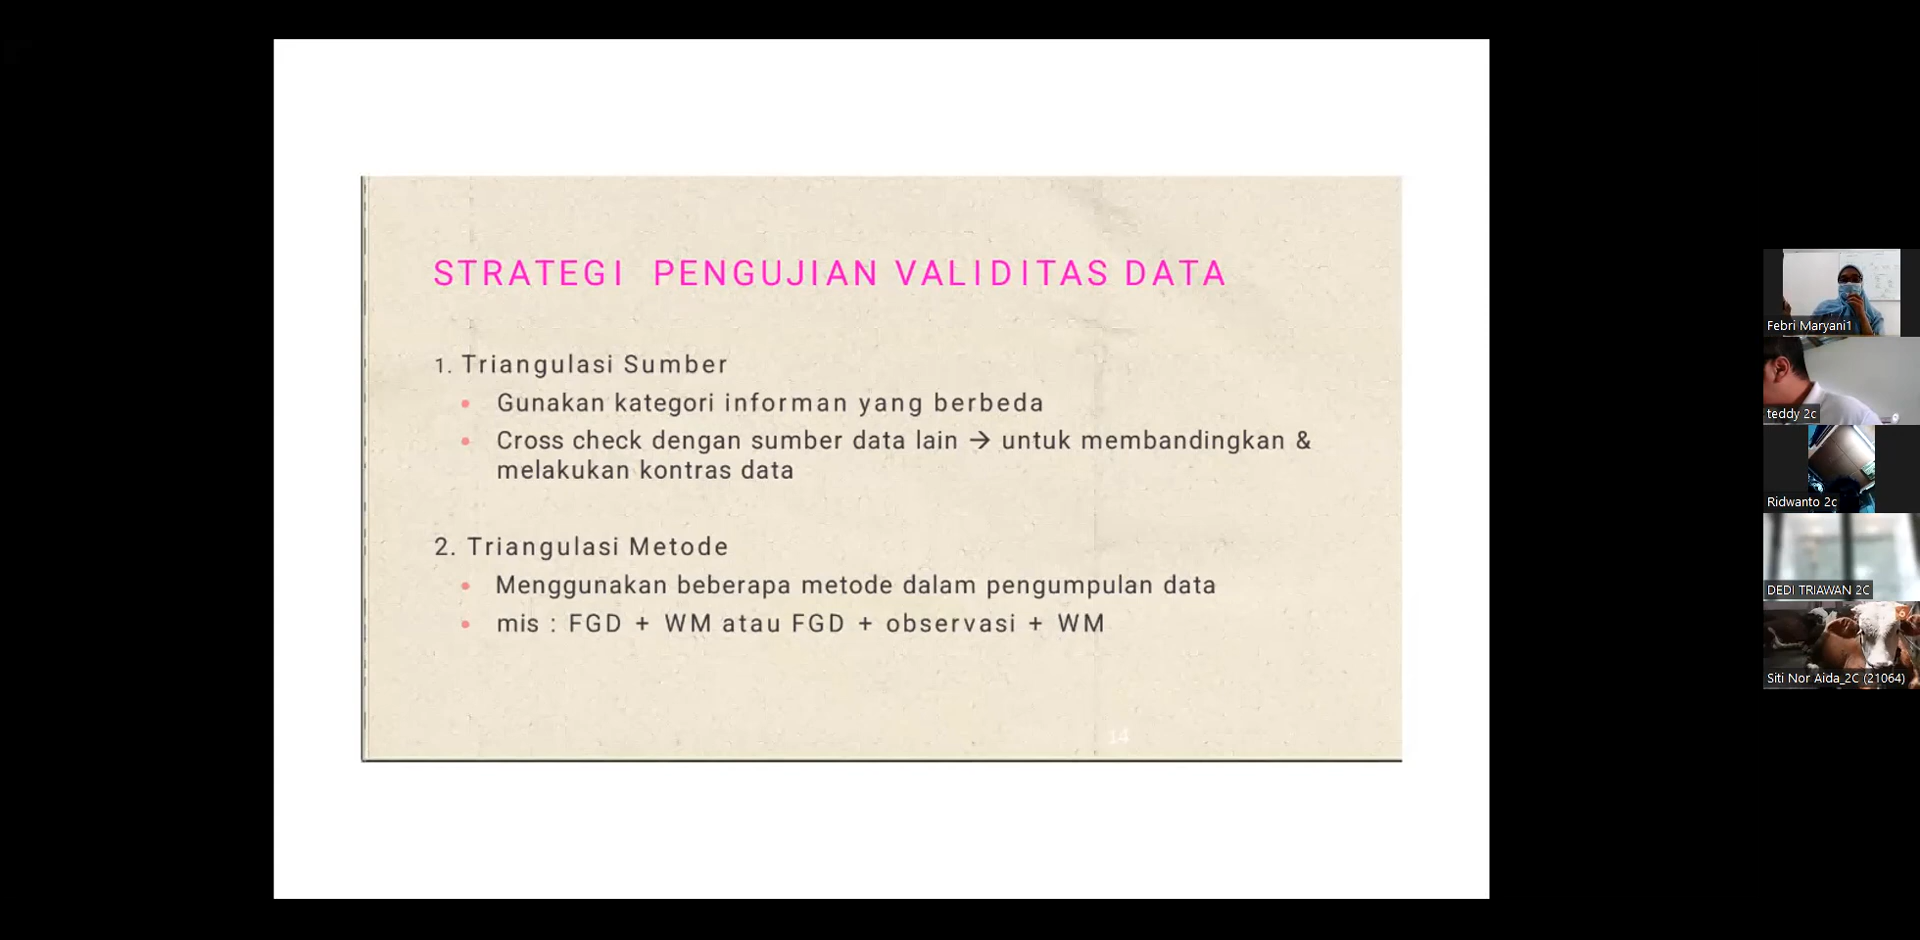 STRATEGI PENGUJIAN VALIDITAS DATA
1. Triangulasi Sumber
• Gunakan kategori informan yang berbeda
• Cross check dengan sumber data lain → untuk membandingkan &
melakukan kontras data
2. Triangulasi Metode
• Menggunakan beberapa metode dalam pengumpulan data
• mis : FGD + WM atau FGD + observasi + WM
14
Febri Maryani1
teddy 2c
Ridwanto 2c
DEDI TRIAWAN 2C
Siti Nor Aida_2C (21064)